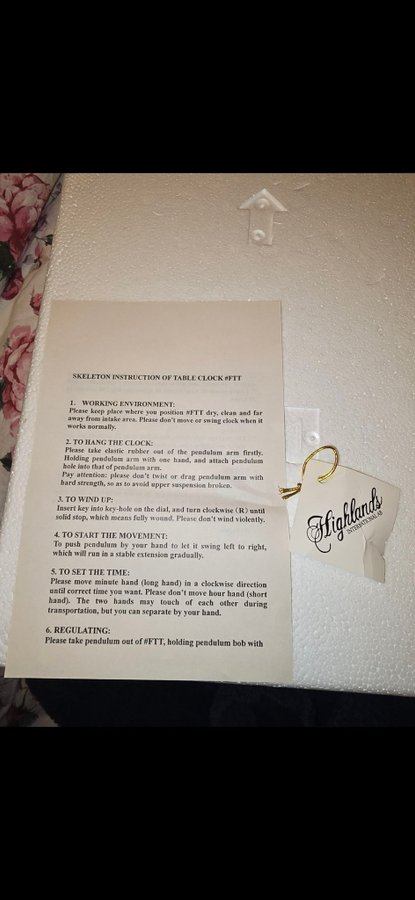 SKELETON INSTRUCTION OF TABLE CLOCK #FTT
1. WORKING ENVIRONMENT:
Please keep place where you position #FTT dry, clean and far
away from intake area. Please don't move or swing clock when it
works normally.
2. TO HANG THE CLOCK:
Please take elastic rubber out of the pendulum arm firstly.
Holding pendulum arm with one hand, and attach pendulum
hole into that of pendulum arm.
Pay attention: please don't twist or drag pendulum arm with
hard strength, so as to avoid upper suspension broken.
3. TO WIND UP:
Insert key into key-hole on the dial, and turn clockwise (R) until
solid stop, which means fully wound. Please don't wind violently.
4. TO START THE MOVEMENT:
To push pendulum by your hand to let it swing left to right,
which will run in a stable extension gradually.
5. TO SET THE TIME:
Please move minute hand (long hand) in a clockwise direction
until correct time you want. Please don't move hour hand (short
hand). The two hands may touch of each other during
transportation, but you can separate by your hand.
6. REGULATING:
Please take pendulum out of #FTT, holding pendulum bob with
Highlands
INTERNATIONAL AB